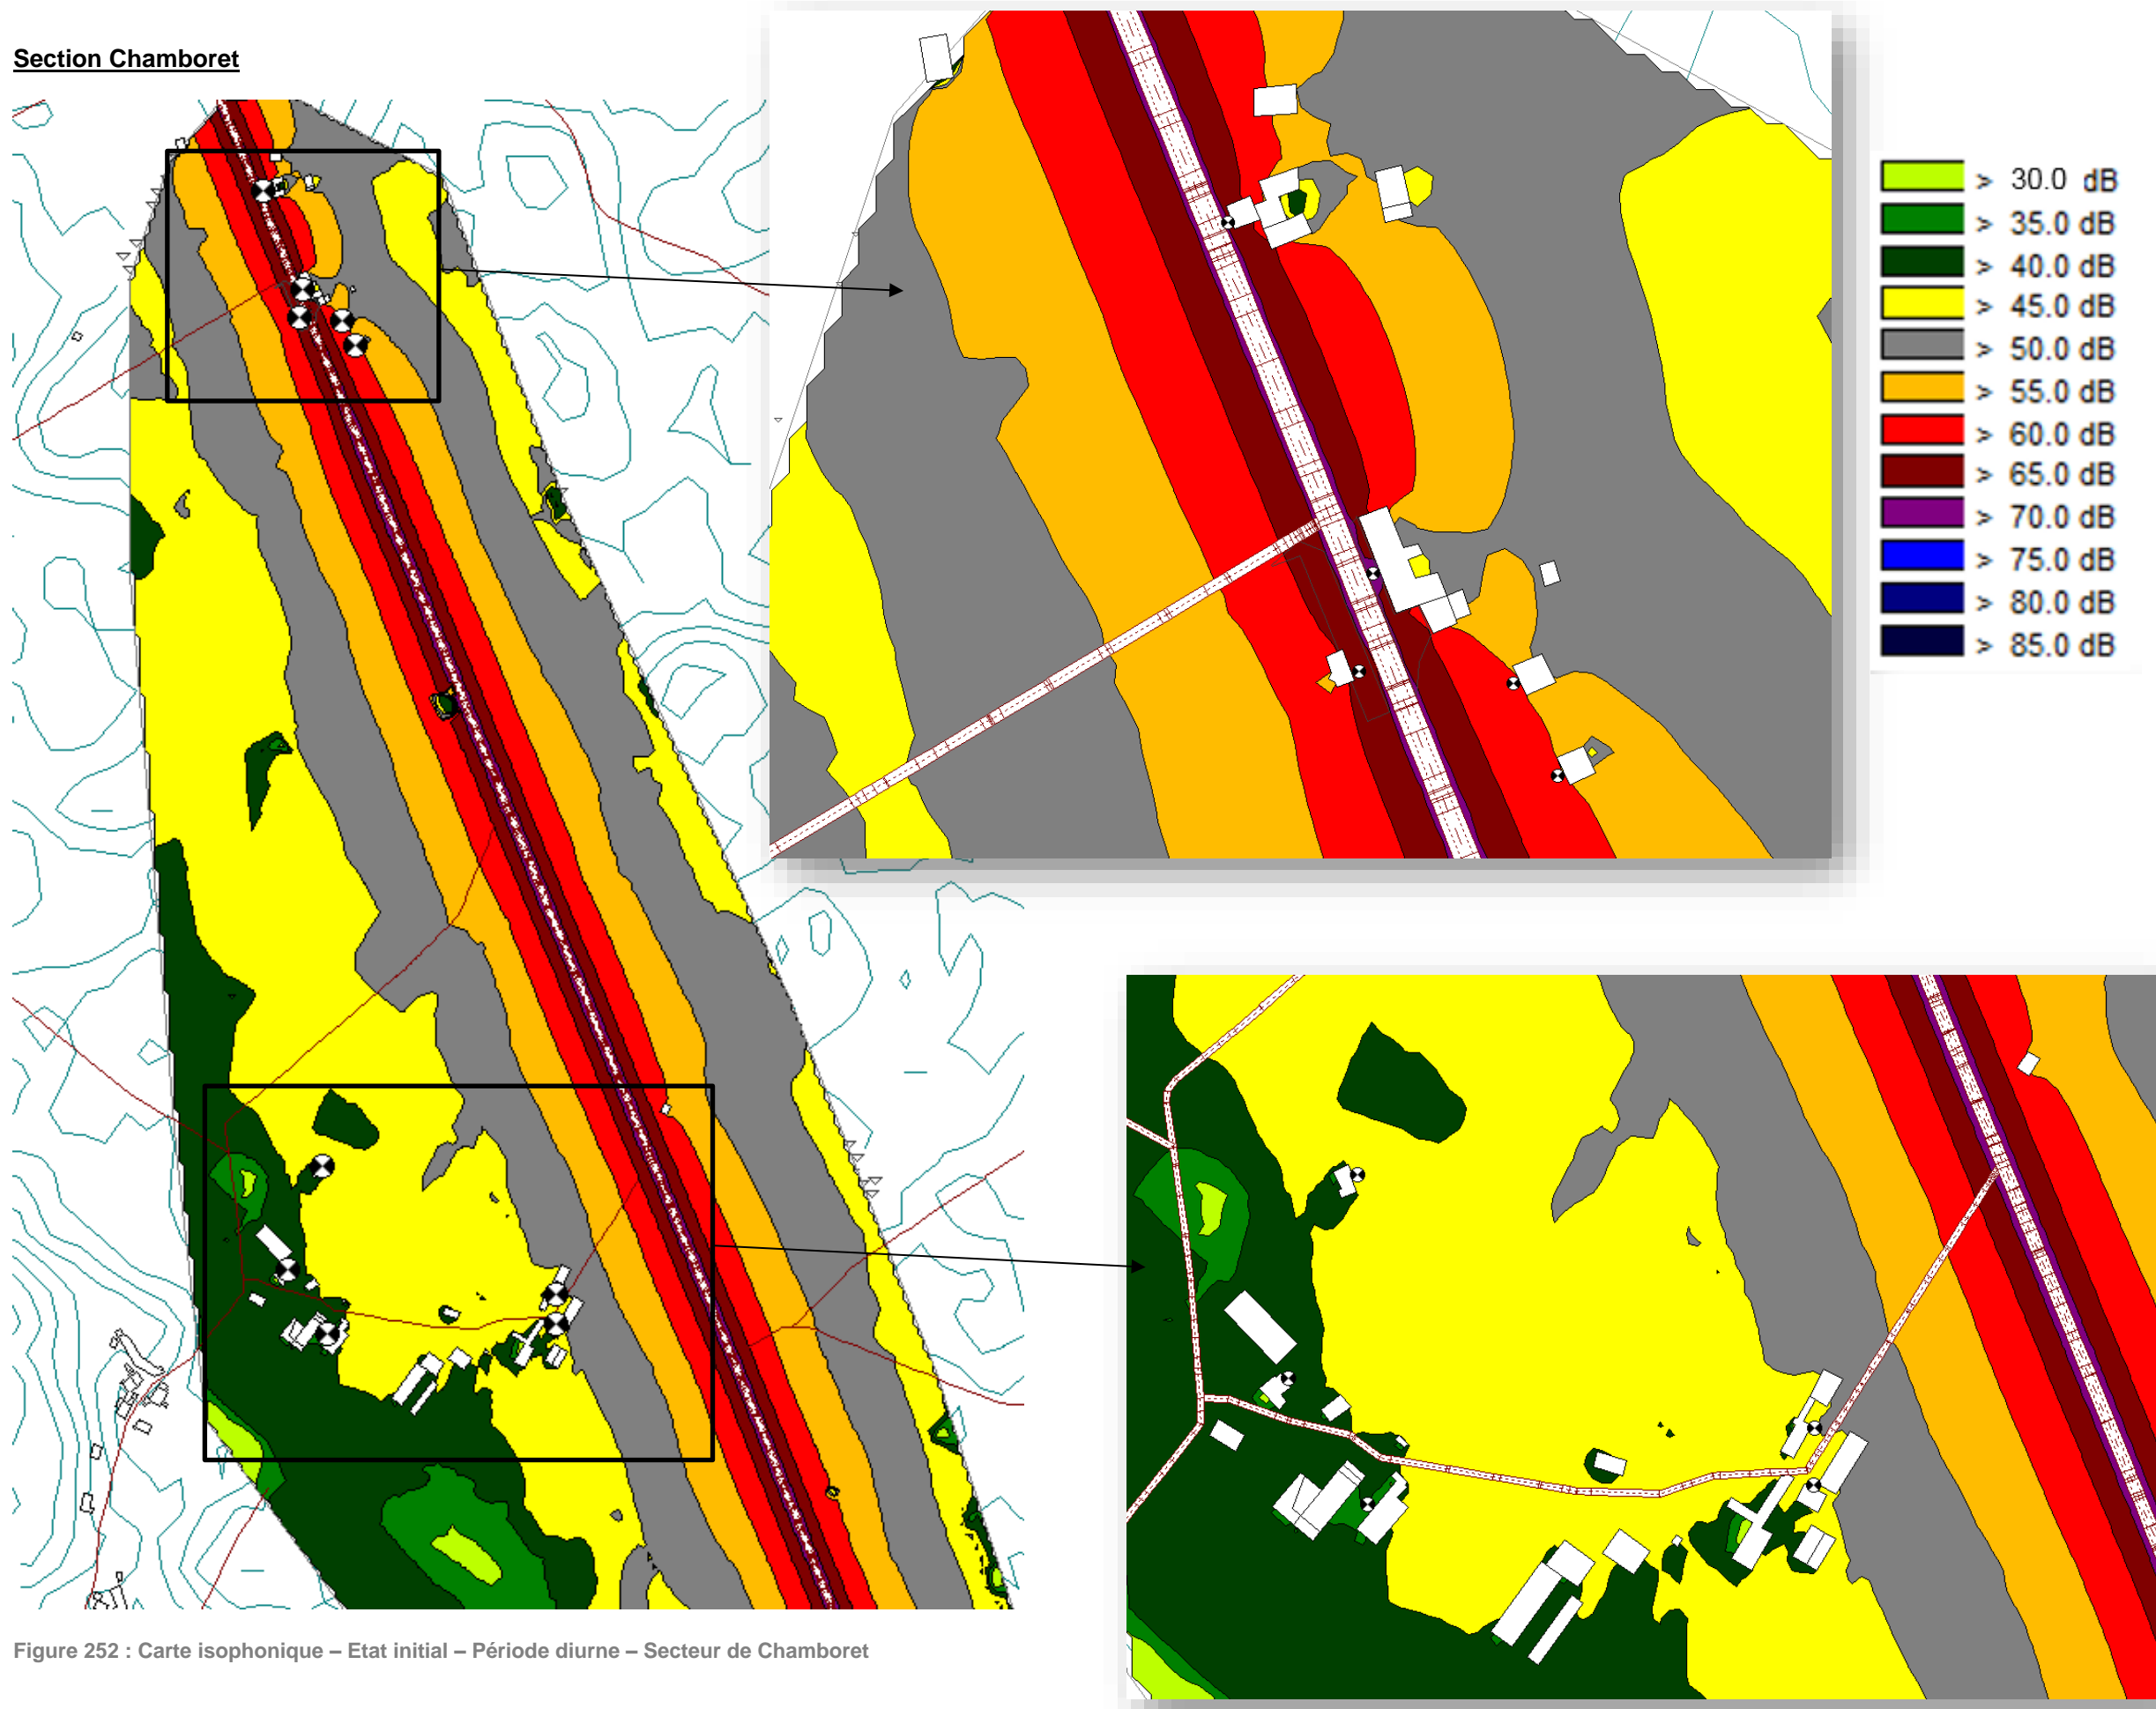 Section Chamboret
> 30.0 dB
> 35.0 dB
> 40.0 dB
> 45.0 dB
> 50.0 dB
> 55.0 dB
> 60.0 dB
> 65.0 dB
> 70.0 dB
> 75.0 dB
> 80.0 dB
> 85.0 dB
Figure 252 : Carte isophonique – Etat initial – Période diurne – Secteur de Chamboret